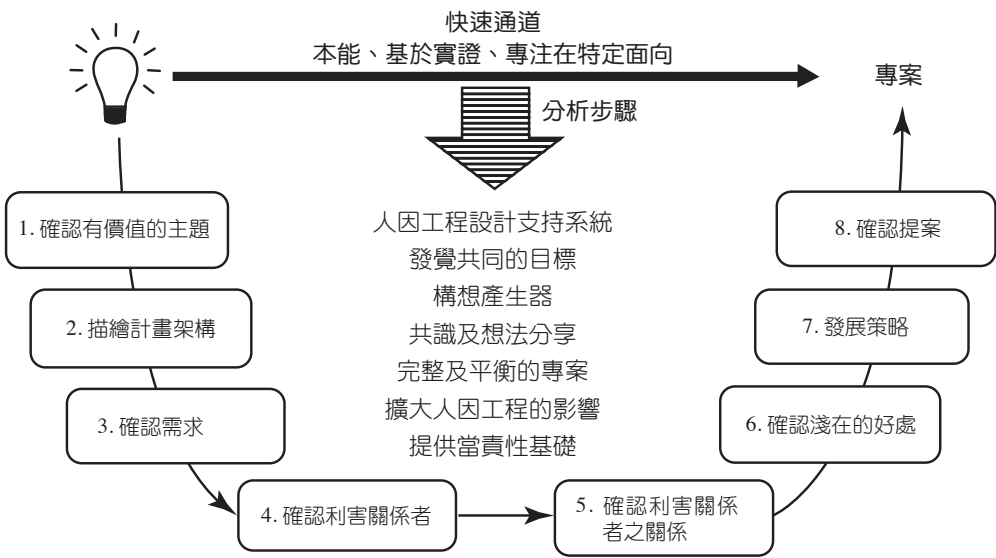 快速通道
本能、基於實證、專注在特定面向
專案
分析步驟
1. 確認有價值的主題
2. 描繪計畫架構
3. 確認需求
4. 確認利害關係者
5. 確認利害關係
者之關係
6. 確認淺在的好處
7. 發展策略
8. 確認提案
人因工程設計支持系統
發覺共同的目標
構想產生器
共識及想法分享
完整及平衡的專案
擴大人因工程的影響
提供當責性基礎